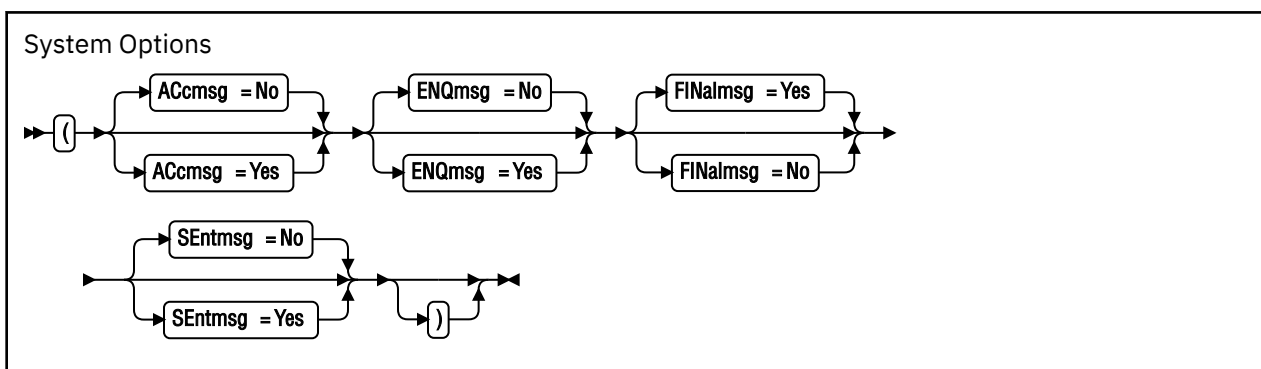 System Options
ACcmsg =No
ENQmsg =No
FINalmsg =Yes
(
ACcmsg =Yes
ENQmsg =Yes
FINalmsg =No
SEntmsg =No
SEntmsg =Yes
)